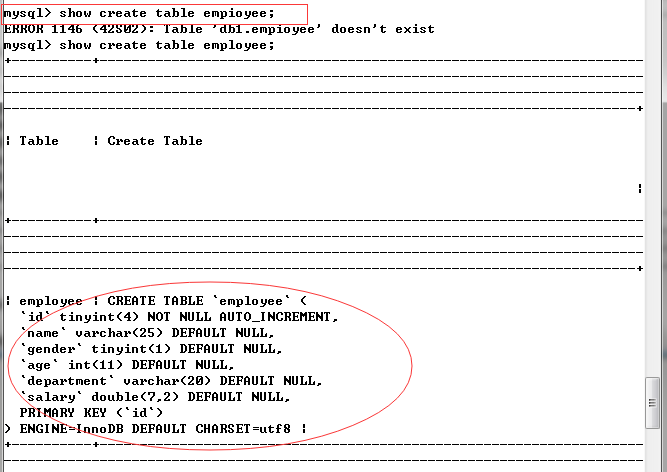 mysql> show create table empioyee;
ERROR 1146 (42S02): Table 'db1.empioyee' doesn't exist
mysql> show create table employee;
+----------+---------------------------------------------------------------------
--------------------------------------------------------------------------------
--------------------------------------------------------------------------------
-------------------------------------------------------------------------------+
| Table    | Create Table
|
+----------+---------------------------------------------------------------------
--------------------------------------------------------------------------------
--------------------------------------------------------------------------------
-------------------------------------------------------------------------------+
| employee | CREATE TABLE `employee` (
  `id` tinyint(4) NOT NULL AUTO_INCREMENT,
  `name` varchar(25) DEFAULT NULL,
  `gender` tinyint(1) DEFAULT NULL,
  `age` int(11) DEFAULT NULL,
  `department` varchar(20) DEFAULT NULL,
  `salary` double(7,2) DEFAULT NULL,
  PRIMARY KEY (`id`)
) ENGINE=InnoDB DEFAULT CHARSET=utf8 |
+----------+---------------------------------------------------------------------
--------------------------------------------------------------------------------